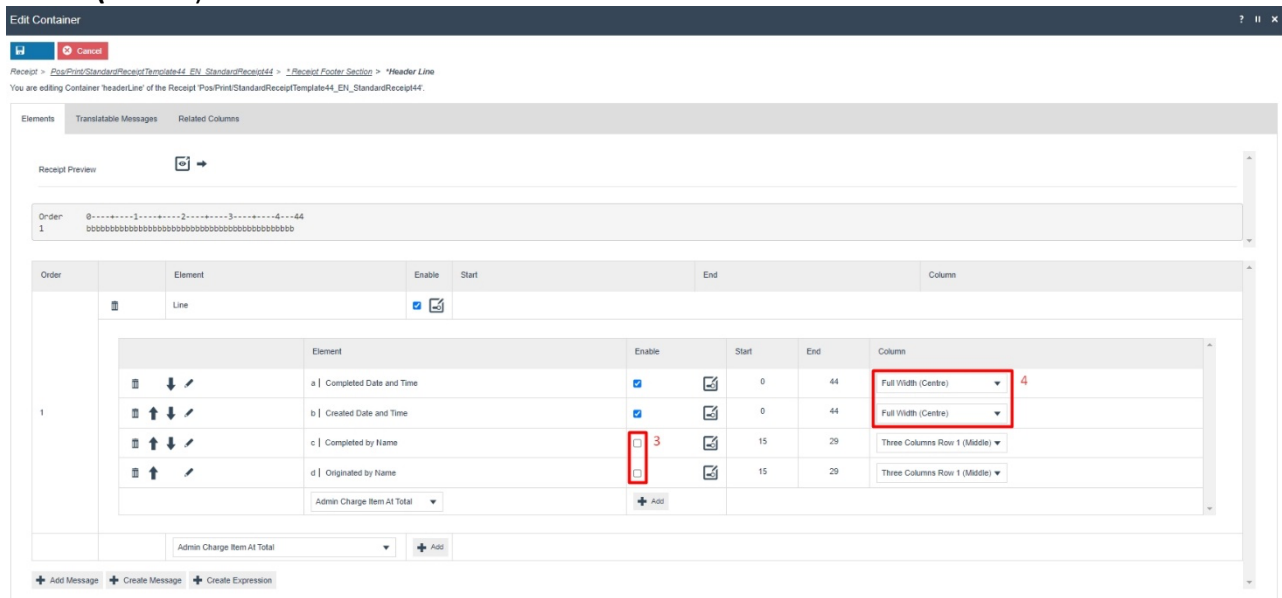 Edit Container ? II x
Cancel
Receipt > Pos/Print/StandardReceiptTemplate44_EN_StandardReceipt44 > * Receipt Footer Section > *Header Line
You are editing Container 'headerLine' of the Receipt 'Pos/Print/StandardReceiptTemplate44_EN_StandardReceipt44'.
Elements Translatable Messages Related Columns
Receipt Preview
Order 0----+----1----+----2----+----3----+----4---44
1 bbbbbbbbbbbbbbbbbbbbbbbbbbbbbbbbbbbbbbbbbbbb
Order Element Enable Start End Column
Line
Element Enable Start End Column
a | Completed Date and Time 0 44 Full Width (Centre) 4
1 b | Created Date and Time 0 44 Full Width (Centre)
c | Completed by Name 3 15 29 Three Columns Row 1 (Middle)
d | Originated by Name 15 29 Three Columns Row 1 (Middle)
Admin Charge Item At Total Add
Admin Charge Item At Total Add
Add Message Create Message Create Expression